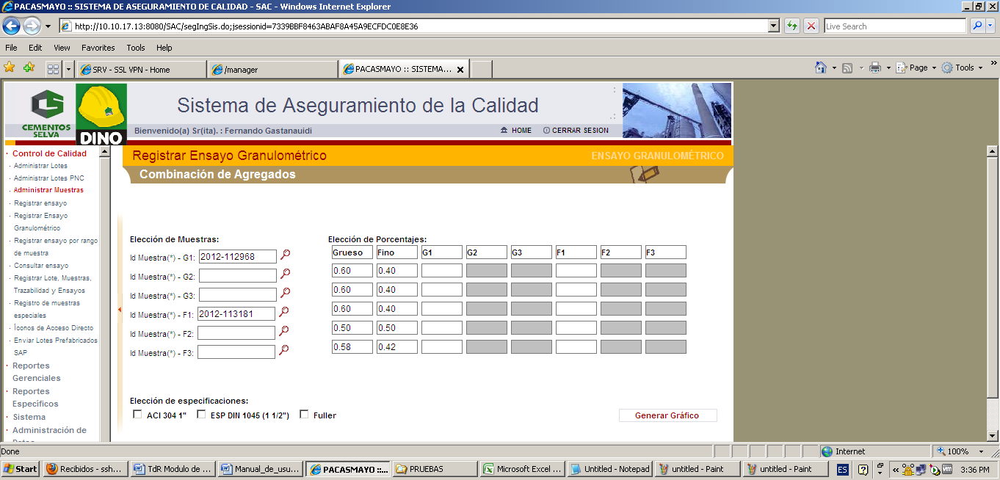 PACASMAYO :: SISTEMA DE ASEGURAMIENTO DE CALIDAD - SAC - Windows Internet Explorer
http://10.10.17.13:8080/SAC/segIngSis.do;jsessionid=7339BBF8463ABAF8A45A9ECFDC0E8E36
Live Search
File Edit View Favorites Tools Help
SRV - SSL VPN - Home
/manager
PACASMAYO :: SISTEMA...
Page
Tools
CEMENTOS
SELVA
DINO
Sistema de Aseguramiento de la Calidad
Bienvenido(a) Sr(ita). : Fernando Gastanauidi
HOME
CERRAR SESION
Control de Calidad
Administrar Lotes
Administrar Lotes PNC
Administrar Muestras
Registrar ensayo
Registrar Ensayo
Granulométrico
Registrar ensayo por rango
de muestra
Consultar ensayo
Registrar Lote, Muestras,
Trazabilidad y Ensayos
Registro de muestras
especiales
Íconos de Acceso Directo
Enviar Lotes Prefabricados
SAP
Reportes
Gerenciales
Reportes
Específicos
Sistema
Administración de
Registrar Ensayo Granulométrico
ENSAYO GRANULOMÉTRICO
Combinación de Agregados
Elección de Muestras:
Id Muestra(*) - G1: 2012-112968
Id Muestra(*) - G2:
Id Muestra(*) - G3:
Id Muestra(*) - F1: 2012-113181
Id Muestra(*) - F2:
Id Muestra(*) - F3:
Elección de Porcentajes:
Grueso Fino G1 G2 G3 F1 F2 F3
0.60 0.40
0.60 0.40
0.60 0.40
0.50 0.50
0.58 0.42
Elección de especificaciones:
ACI 304 1" ESP DIN 1045 (1 1/2") Fuller
Generar Gráfico
Done
Internet
100%
Start
Recibidos - ssh...
TdR Modulo de ...
Manual_de_usu...
PACASMAYO ::...
PRUEBAS
Microsoft Excel ...
Untitled - Notepad
untitled - Paint
untitled - Paint
ES
3:36 PM